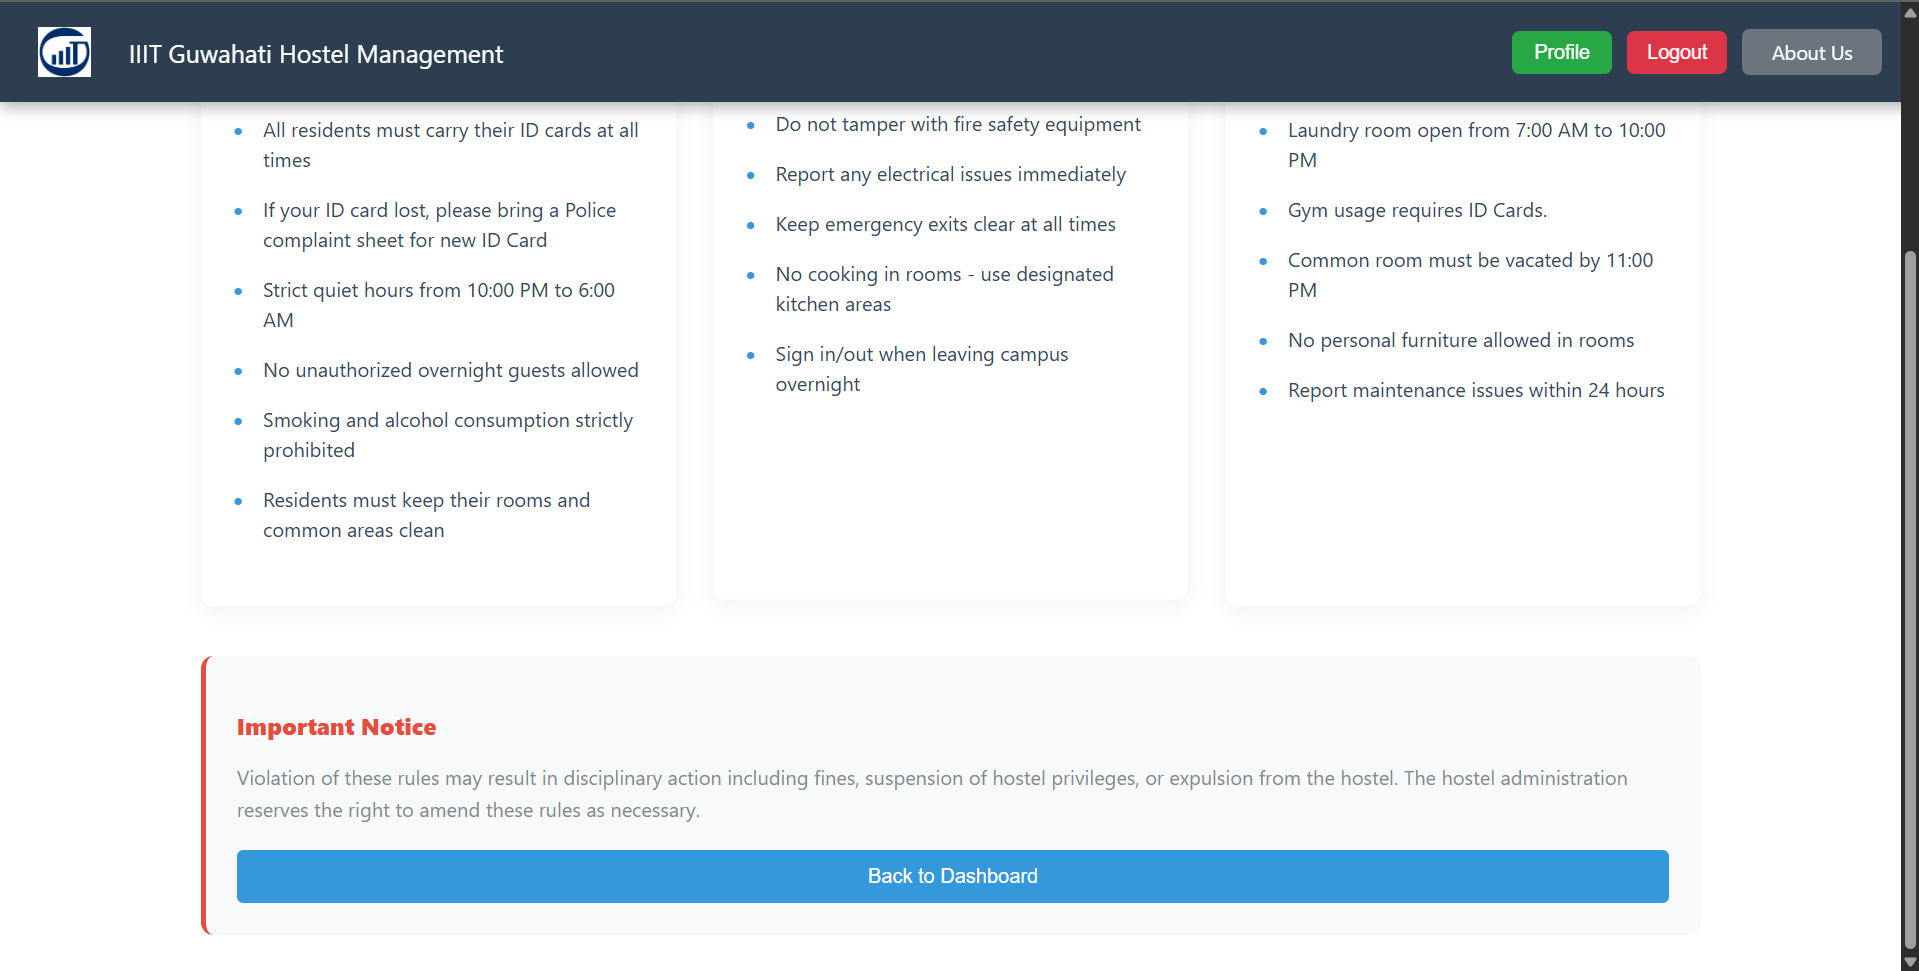 IIIT Guwahati Hostel Management
Profile
Logout
About Us
All residents must carry their ID cards at all
times
If your ID card lost, please bring a Police
complaint sheet for new ID Card
Strict quiet hours from 10:00 PM to 6:00
AM
No unauthorized overnight guests allowed
Smoking and alcohol consumption strictly
prohibited
Residents must keep their rooms and
common areas clean
Do not tamper with fire safety equipment
Report any electrical issues immediately
Keep emergency exits clear at all times
No cooking in rooms - use designated
kitchen areas
Sign in/out when leaving campus
overnight
Laundry room open from 7:00 AM to 10:00
PM
Gym usage requires ID Cards.
Common room must be vacated by 11:00
PM
No personal furniture allowed in rooms
Report maintenance issues within 24 hours
Important Notice
Violation of these rules may result in disciplinary action including fines, suspension of hostel privileges, or expulsion from the hostel. The hostel administration
reserves the right to amend these rules as necessary.
Back to Dashboard